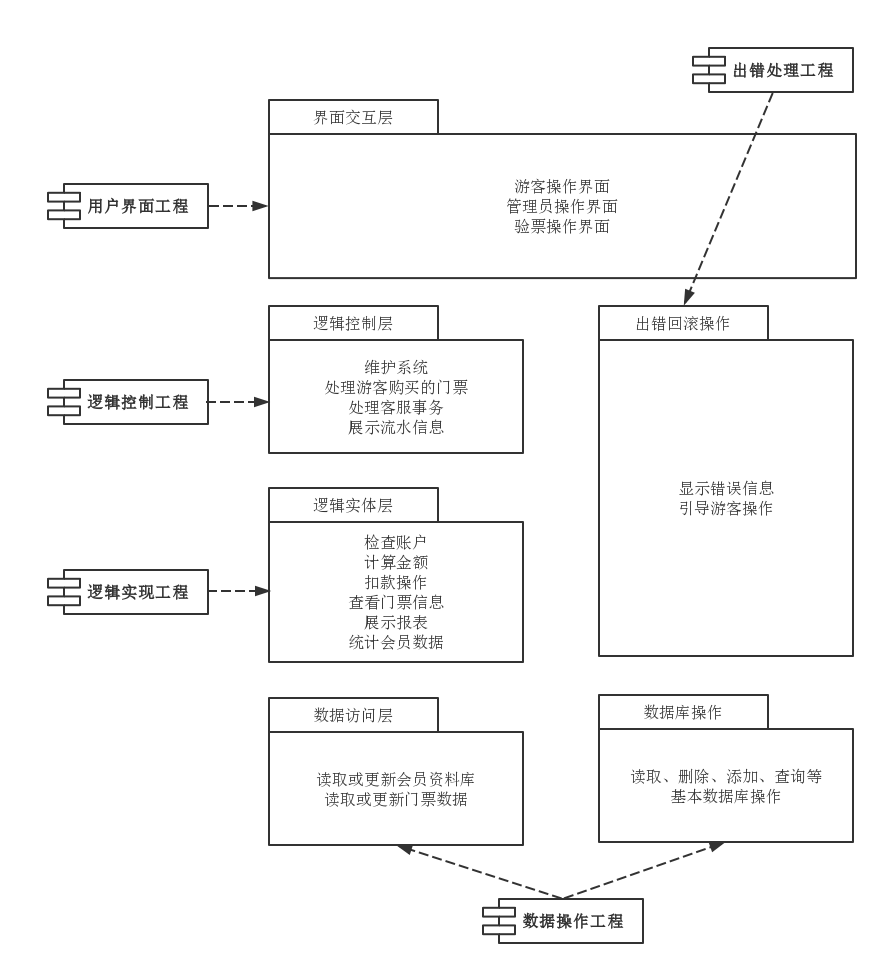 出错处理工程
界面交互层
游客操作界面
管理员操作界面
验票操作界面
用户界面工程
逻辑控制层
维护系统
处理游客购买的门票
处理客服事务
展示流水信息
逻辑控制工程
出错回滚操作
显示错误信息
引导游客操作
逻辑实体层
检查账户
计算金额
扣款操作
查看门票信息
展示报表
统计会员数据
逻辑实现工程
数据访问层
读取或更新会员资料库
读取或更新门票数据
数据库操作
读取、删除、添加、查询等
基本数据库操作
数据操作工程